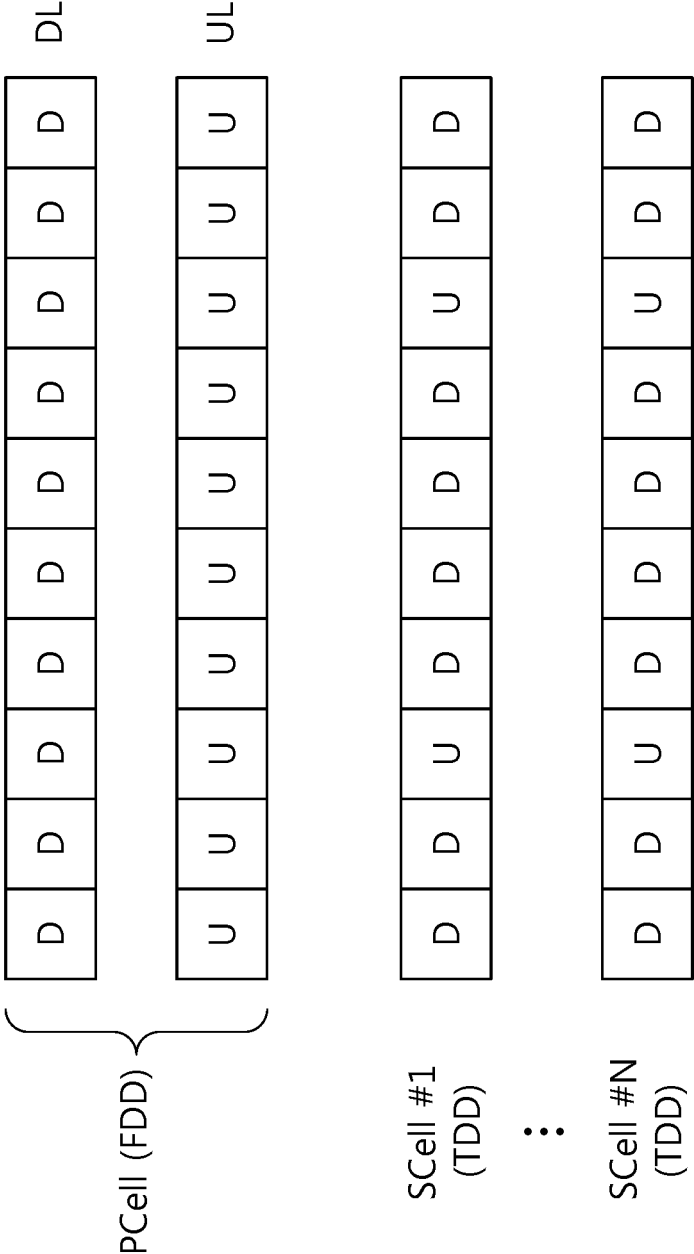 PCell (FDD)
D D D D D D D D D D DL
U U U U U U U U U U UL
SCell #1
(TDD)
D D U D D D D U D D
SCell #N
(TDD)
D D U D D D D U D D